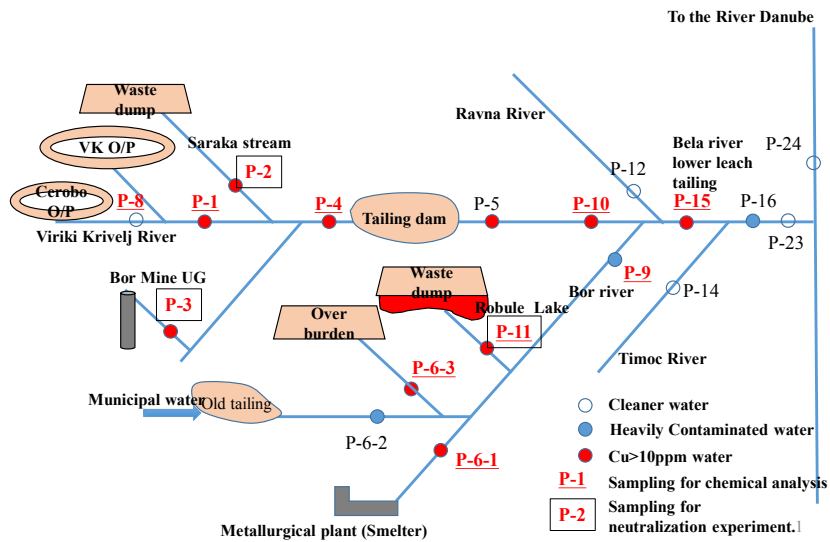 To the River Danube
Waste
dump
Ravna River
Saraka stream
VK O/P
P-2
Bela river
lower leach
tailing
P-24
P-12
Cerobo
O/P
P-8
P-1
P-4
Tailing dam
P-5
P-10
P-15
P-16
P-23
Viriki Krivelj River
Bor Mine UG
P-3
Waste
dump
P-9
Bor river
P-14
Over
burden
Robule Lake
P-11
Timoc River
P-6-3
Municipal water
Old tailing
P-6-2
P-6-1
Cleaner water
Heavily Contaminated water
Cu>10ppm water
P-1
Sampling for chemical analysis
P-2
Sampling for
neutralization experiment.1
Metallurgical plant (Smelter)